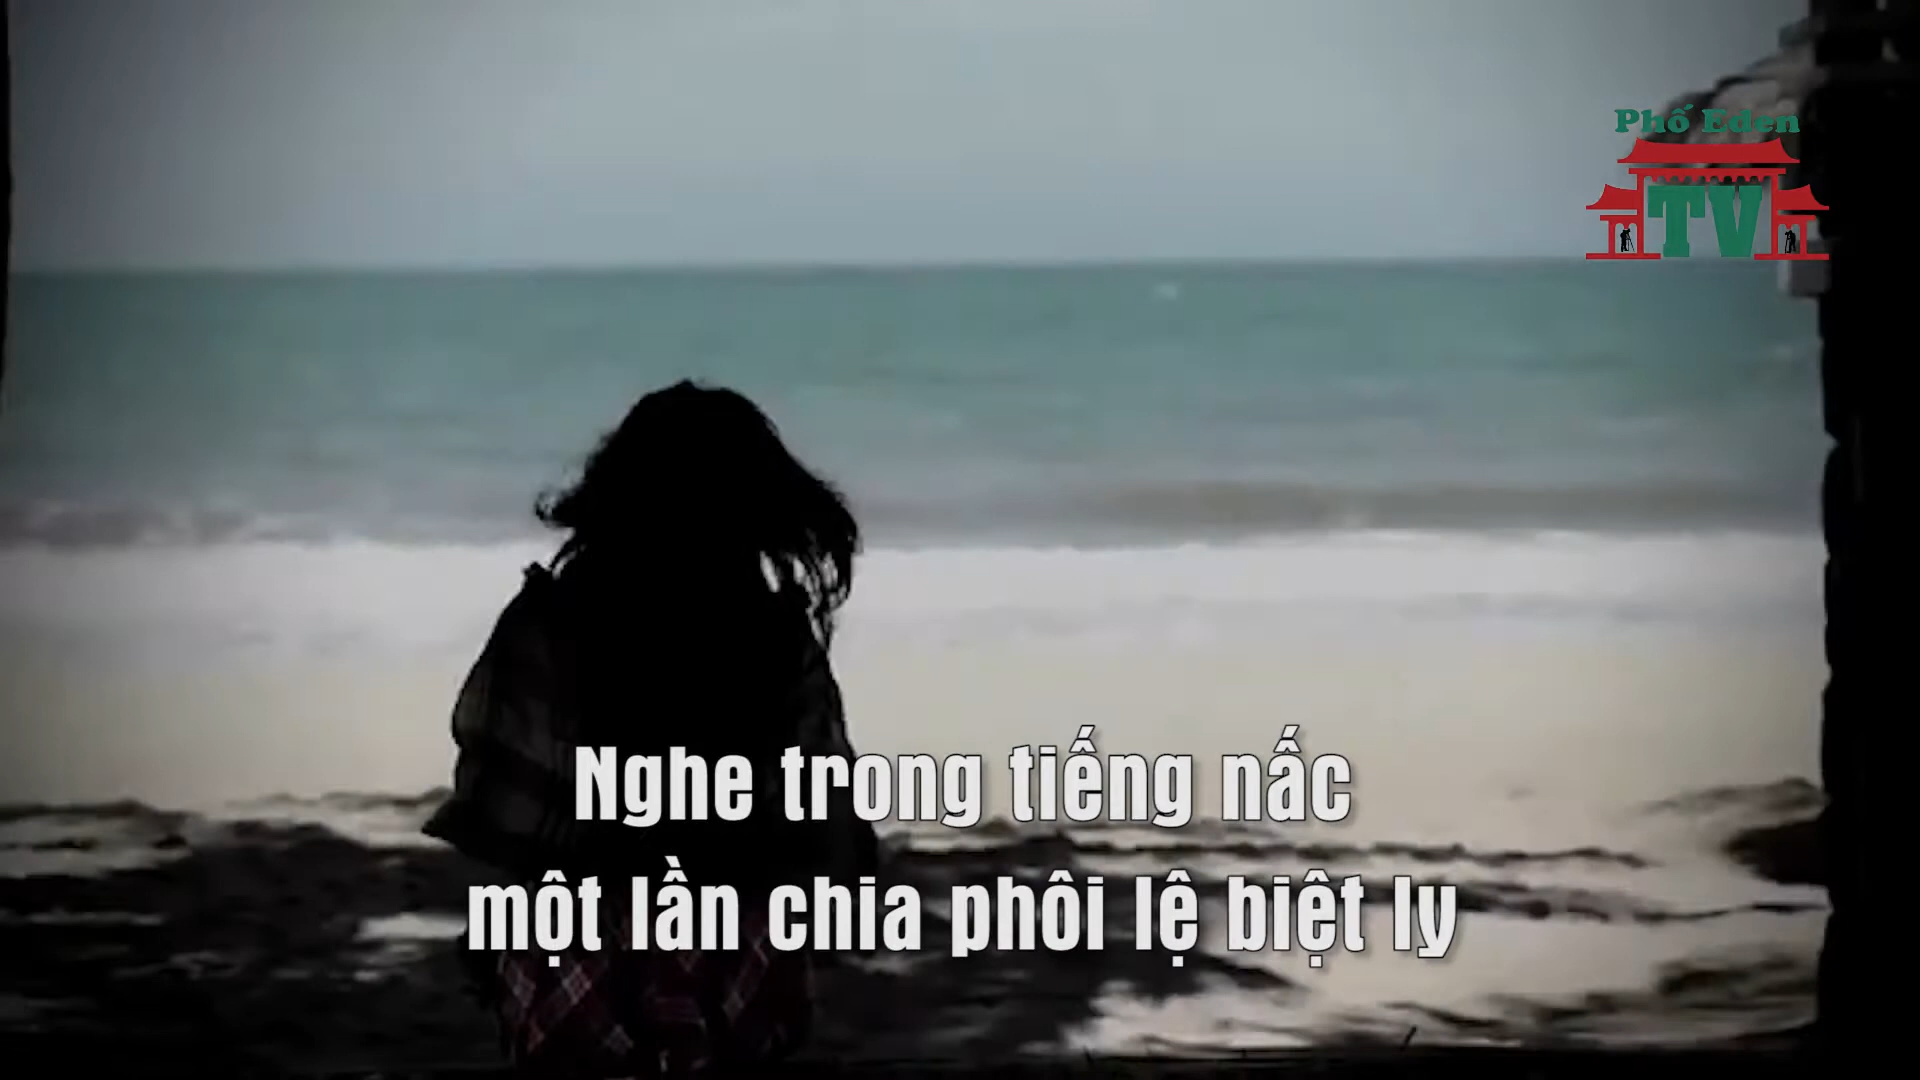 Phố Eden
TV
Nghe trong tiếng nấc
một lần chia phôi lệ biệt ly